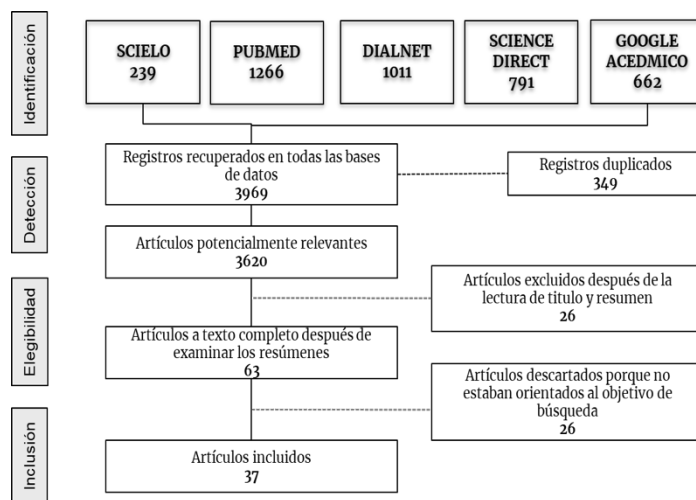 Identificación
SCIELO
239
PUBMED
1266
DIALNET
1011
SCIENCE
DIRECT
791
GOOGLE
ACEDMICO
662
Detección
Registros recuperados en todas las bases
de datos
3969
Registros duplicados
349
Artículos potencialmente relevantes
3620
Elegibilidad
Artículos excluidos después de la
lectura de titulo y resumen
26
Artículos a texto completo después de
examinar los resúmenes
63
Artículos descartados porque no
estaban orientados al objetivo de
búsqueda
26
Inclusión
Artículos incluidos
37